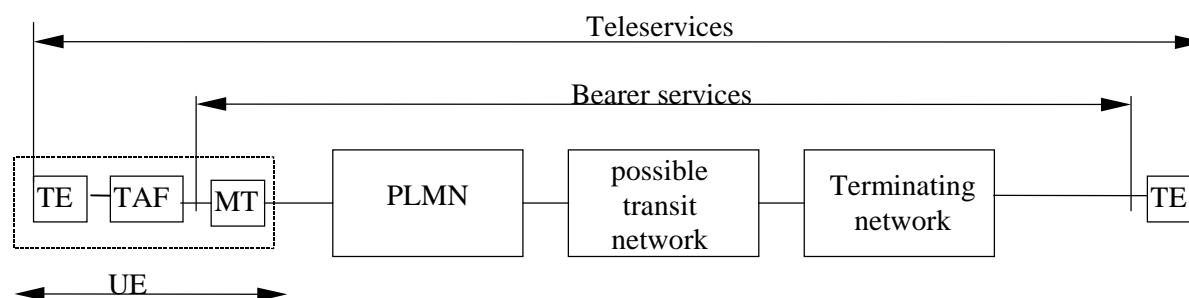 Teleservices
Bearer services
TE
TAF
MT
PLMN
possible
transit
network
Terminating
network
TE
UE